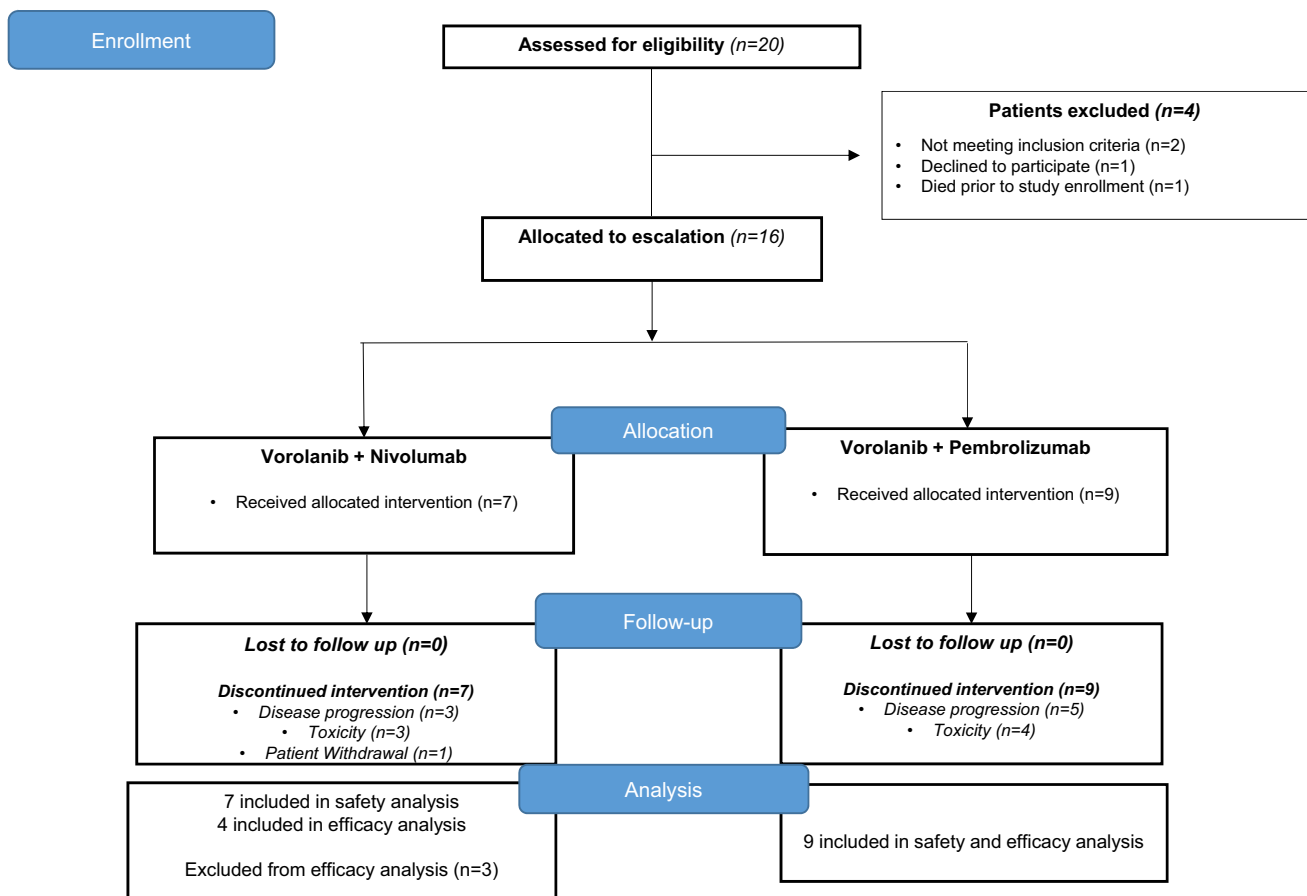 Enrollment
Assessed for eligibility (n=20)
Patients excluded (n=4)
• Not meeting inclusion criteria (n=2)
• Declined to participate (n=1)
• Died prior to study enrollment (n=1)
Allocated to escalation (n=16)
Allocation
Vorolanib + Nivolumab
• Received allocated intervention (n=7)
Vorolanib + Pembrolizumab
• Received allocated intervention (n=9)
Follow-up
Lost to follow up (n=0)
Discontinued intervention (n=7)
• Disease progression (n=3)
• Toxicity (n=3)
• Patient Withdrawal (n=1)
Lost to follow up (n=0)
Discontinued intervention (n=9)
• Disease progression (n=5)
• Toxicity (n=4)
Analysis
7 included in safety analysis
4 included in efficacy analysis
Excluded from efficacy analysis (n=3)
9 included in safety and efficacy analysis